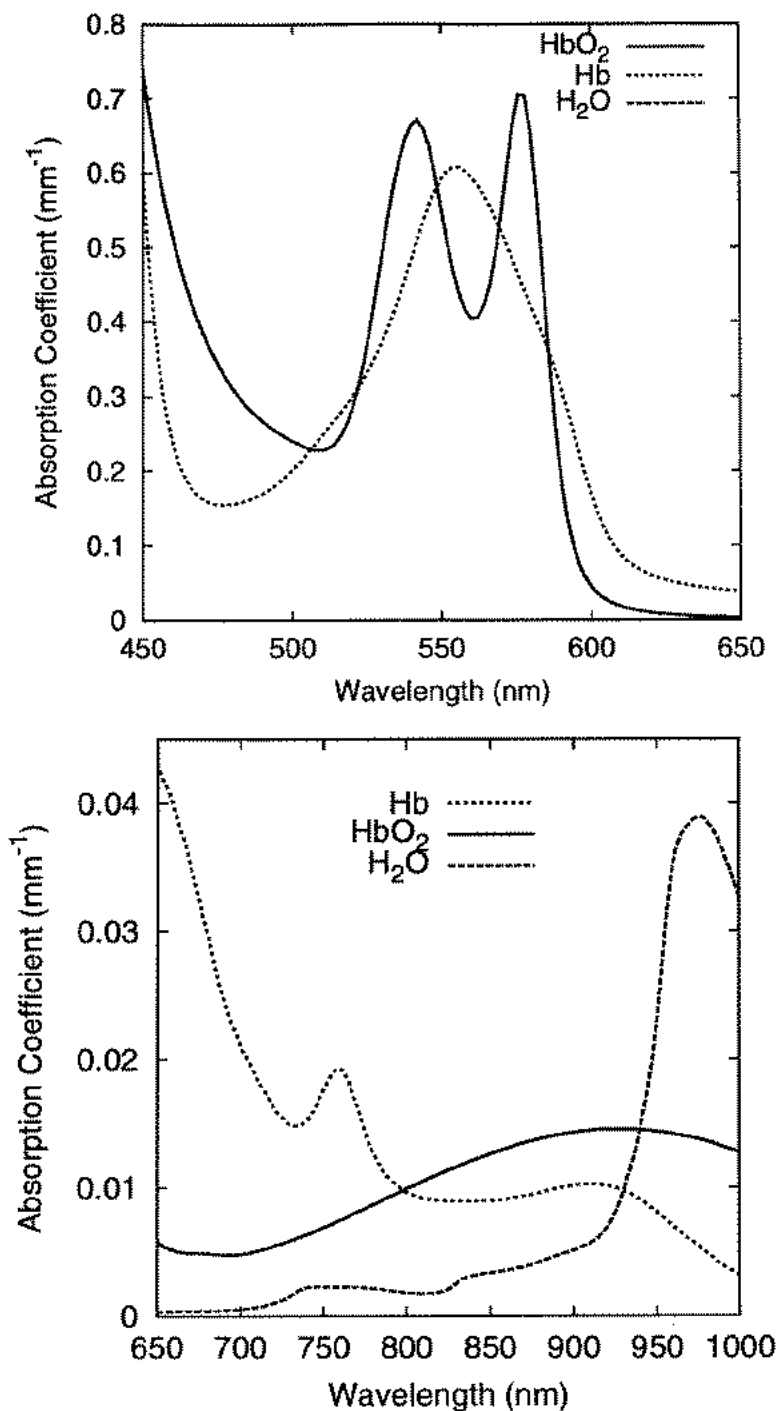 0.8
0.7
0.6
0.5
0.4
0.3
0.2
0.1
0
Absorption Coefficient (mm⁻¹)
HbO₂
Hb
H₂O
450 500 550 600 650
Wavelength (nm)
0.04
0.03
0.02
0.01
0
Absorption Coefficient (mm⁻¹)
Hb
HbO₂
H₂O
650 700 750 800 850 900 950 1000
Wavelength (nm)